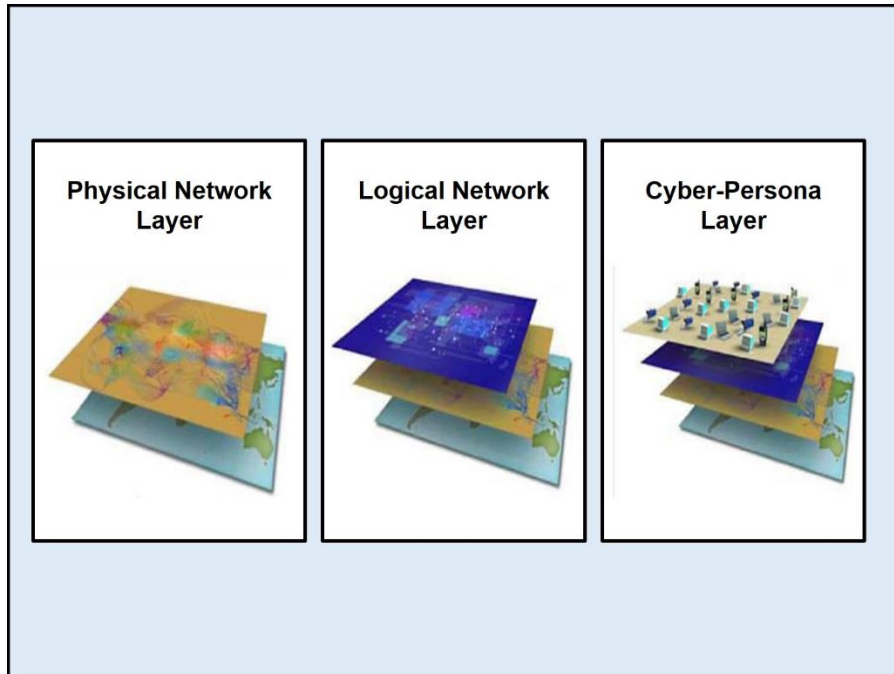 Physical Network
Layer
Logical Network
Layer
Cyber-Persona
Layer